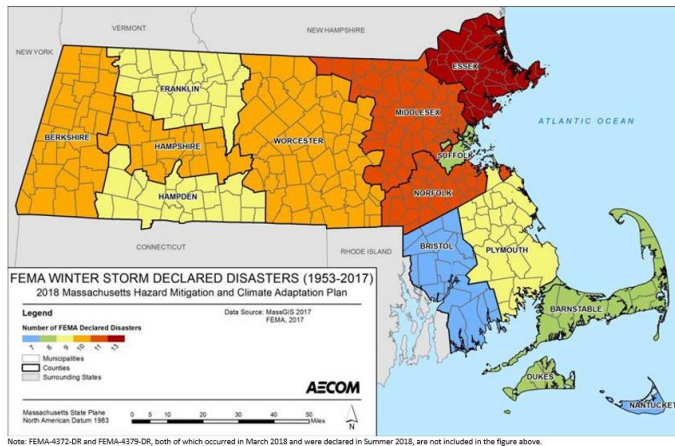 VERMONT
NEW HAMPSHIRE
NEW YORK
ESSEX
FRANKLIN
MIDDLESEX
ATLANTIC OCEAN
BERKSHIRE
HAMPSHIRE
WORCESTER
SUFFOLK
HAMPDEN
NORFOLK
CONNECTICUT
RHODE ISLAND
BRISTOL
PLYMOUTH
BARNSTABLE
DUKES
NANTUCKET
FEMA WINTER STORM DECLARED DISASTERS (1953-2017)
2018 Massachusetts Hazard Mitigation and Climate Adaptation Plan
Legend
Data Source: MassGIS 2017
FEMA, 2017
Number of FEMA Declared Disasters
7 8 9 10 11 13
Municipalities
Counties
Surrounding States
AECOM
Massachusetts State Plane
North American Datum 1983
0 5 10 20 30 40 50
Miles
N
Note: FEMA-4372-DR and FEMA-4379-DR, both of which occurred in March 2018 and were declared in Summer 2018, are not included in the figure above.